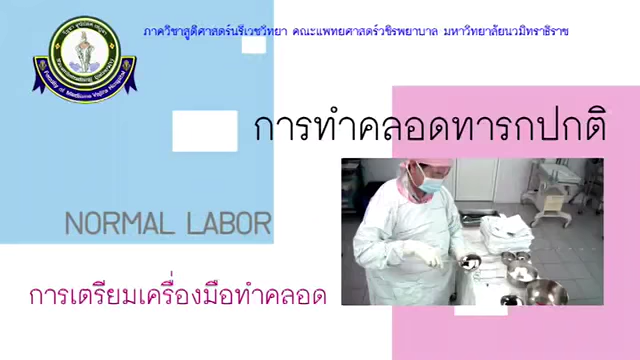 ภาควิชาสูติศาสตร์นรีเวชวิทยา คณะแพทยศาสตร์วชิรพยาบาล มหาวิทยาลัยนวมินทราธิราช
การทำคลอดทารกปกติ
NORMAL LABOR
การเตรียมเครื่องมือทำคลอด
Faculty of Medicine Vajira Hospital